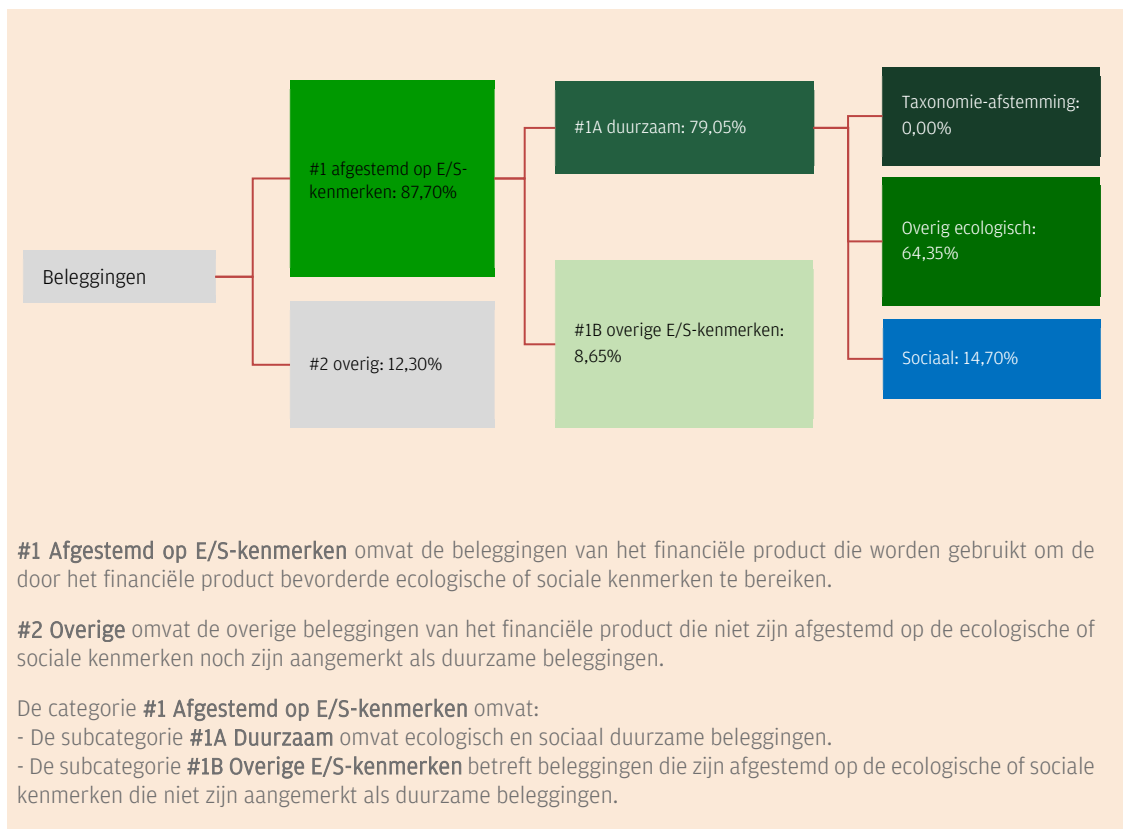 Beleggingen
#1 afgestemd op E/S-
kenmerken: 87,70%
#2 overig: 12,30%
#1A duurzaam: 79,05%
#1B overige E/S-kenmerken:
8,65%
Taxonomie-afstemming:
0,00%
Overig ecologisch:
64,35%
Sociaal: 14,70%
#1 Afgestemd op E/S-kenmerken omvat de beleggingen van het financiële product die worden gebruikt om de
door het financiële product bevorderde ecologische of sociale kenmerken te bereiken.
#2 Overige omvat de overige beleggingen van het financiële product die niet zijn afgestemd op de ecologische of
sociale kenmerken noch zijn aangemerkt als duurzame beleggingen.
De categorie #1 Afgestemd op E/S-kenmerken omvat:
- De subcategorie #1A Duurzaam omvat ecologisch en sociaal duurzame beleggingen.
- De subcategorie #1B Overige E/S-kenmerken betreft beleggingen die zijn afgestemd op de ecologische of sociale
kenmerken die niet zijn aangemerkt als duurzame beleggingen.